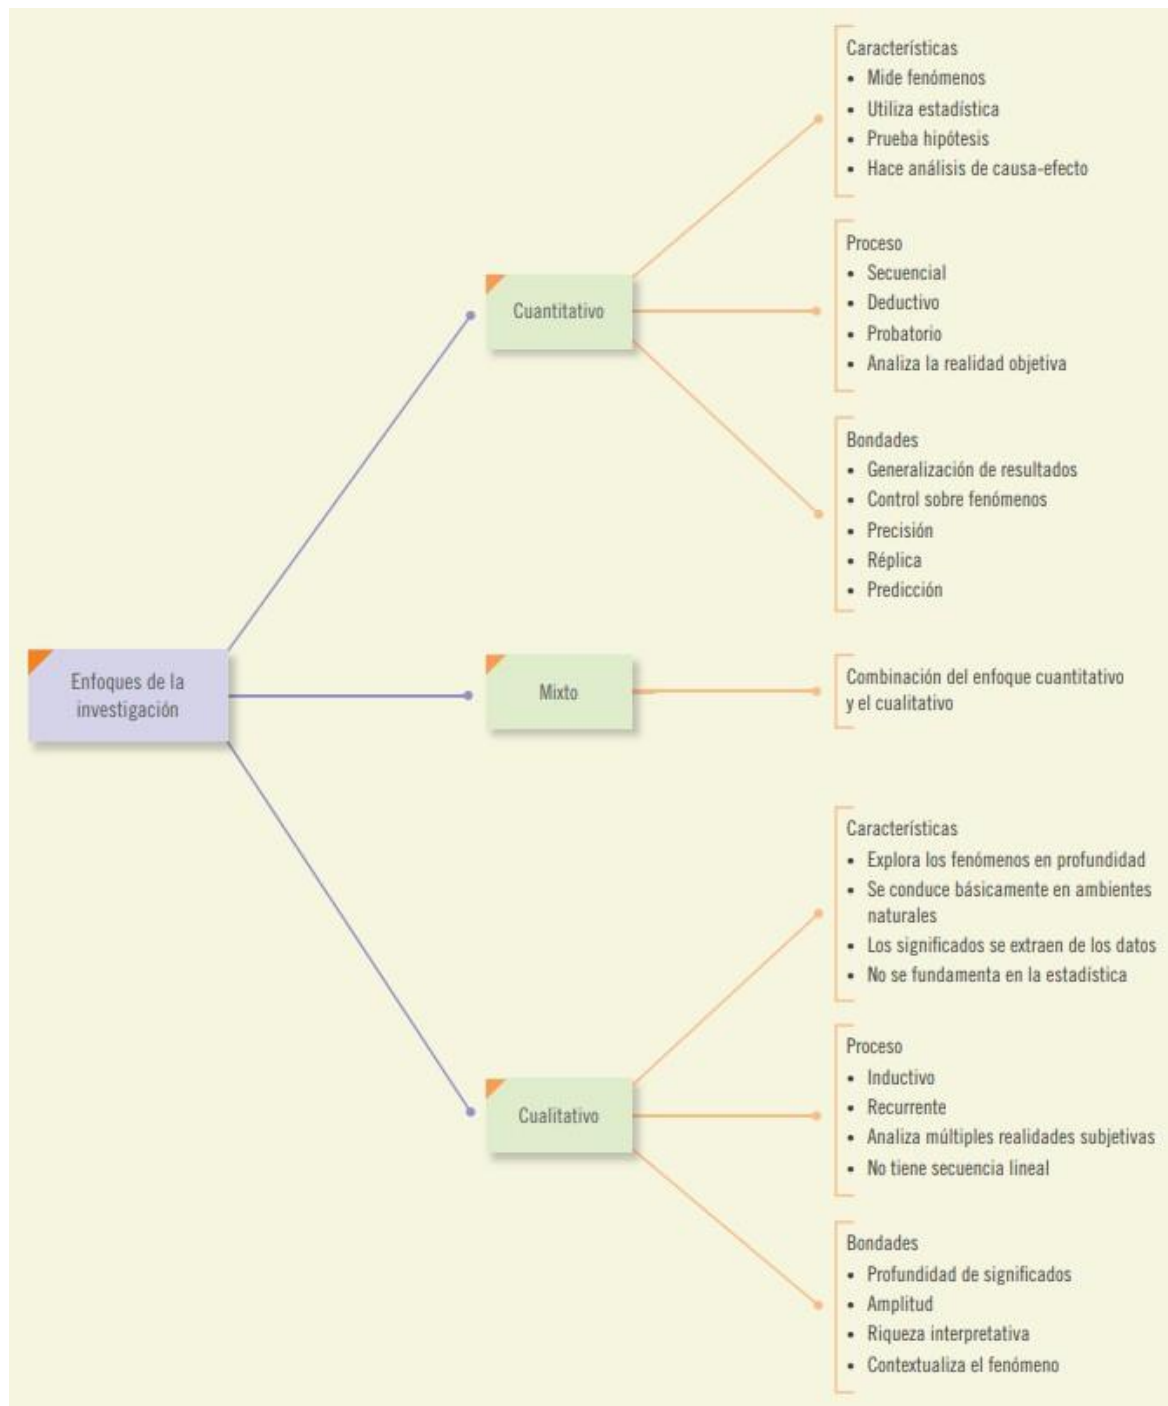 Enfoques de la
investigación
Cuantitativo
Características
• Mide fenómenos
• Utiliza estadística
• Prueba hipótesis
• Hace análisis de causa-efecto
Proceso
• Secuencial
• Deductivo
• Probatorio
• Analiza la realidad objetiva
Bondades
• Generalización de resultados
• Control sobre fenómenos
• Precisión
• Réplica
• Predicción
Mixto
Combinación del enfoque cuantitativo
y el cualitativo
Cualitativo
Características
• Explora los fenómenos en profundidad
• Se conduce básicamente en ambientes
naturales
• Los significados se extraen de los datos
• No se fundamenta en la estadística
Proceso
• Inductivo
• Recurrente
• Analiza múltiples realidades subjetivas
• No tiene secuencia lineal
Bondades
• Profundidad de significados
• Amplitud
• Riqueza interpretativa
• Contextualiza el fenómeno